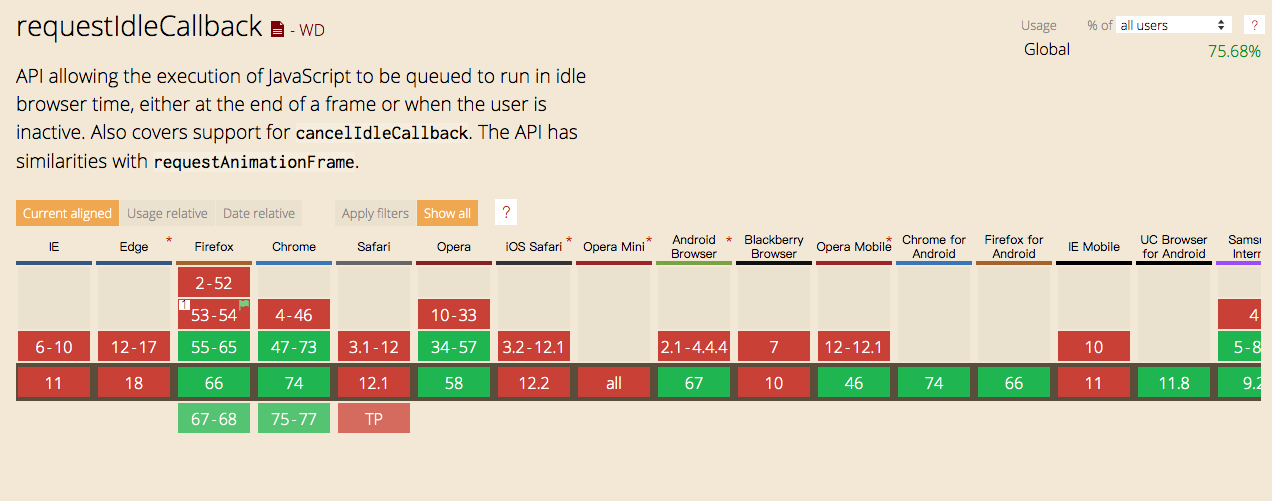 requestIdleCallback - WD
Usage % of all users ?
Global 75.68%
API allowing the execution of JavaScript to be queued to run in idle
browser time, either at the end of a frame or when the user is
inactive. Also covers support for cancelIdleCallback. The API has
similarities with requestAnimationFrame.
Current aligned Usage relative Date relative Apply filters Show all ?
IE Edge * Firefox Chrome Safari Opera iOS Safari * Opera Mini * Android Browser * Blackberry Browser Opera Mobile * Chrome for Android Firefox for Android IE Mobile UC Browser for Android
2-52
1 53-54 4-46 10-33 4
6-10 12-17 55-65 47-73 3.1-12 34-57 3.2-12.1 2.1-4.4.4 7 12-12.1 10 5-8
11 18 66 74 12.1 58 12.2 all 67 10 46 74 66 11 11.8 9.2
67-68 75-77 TP